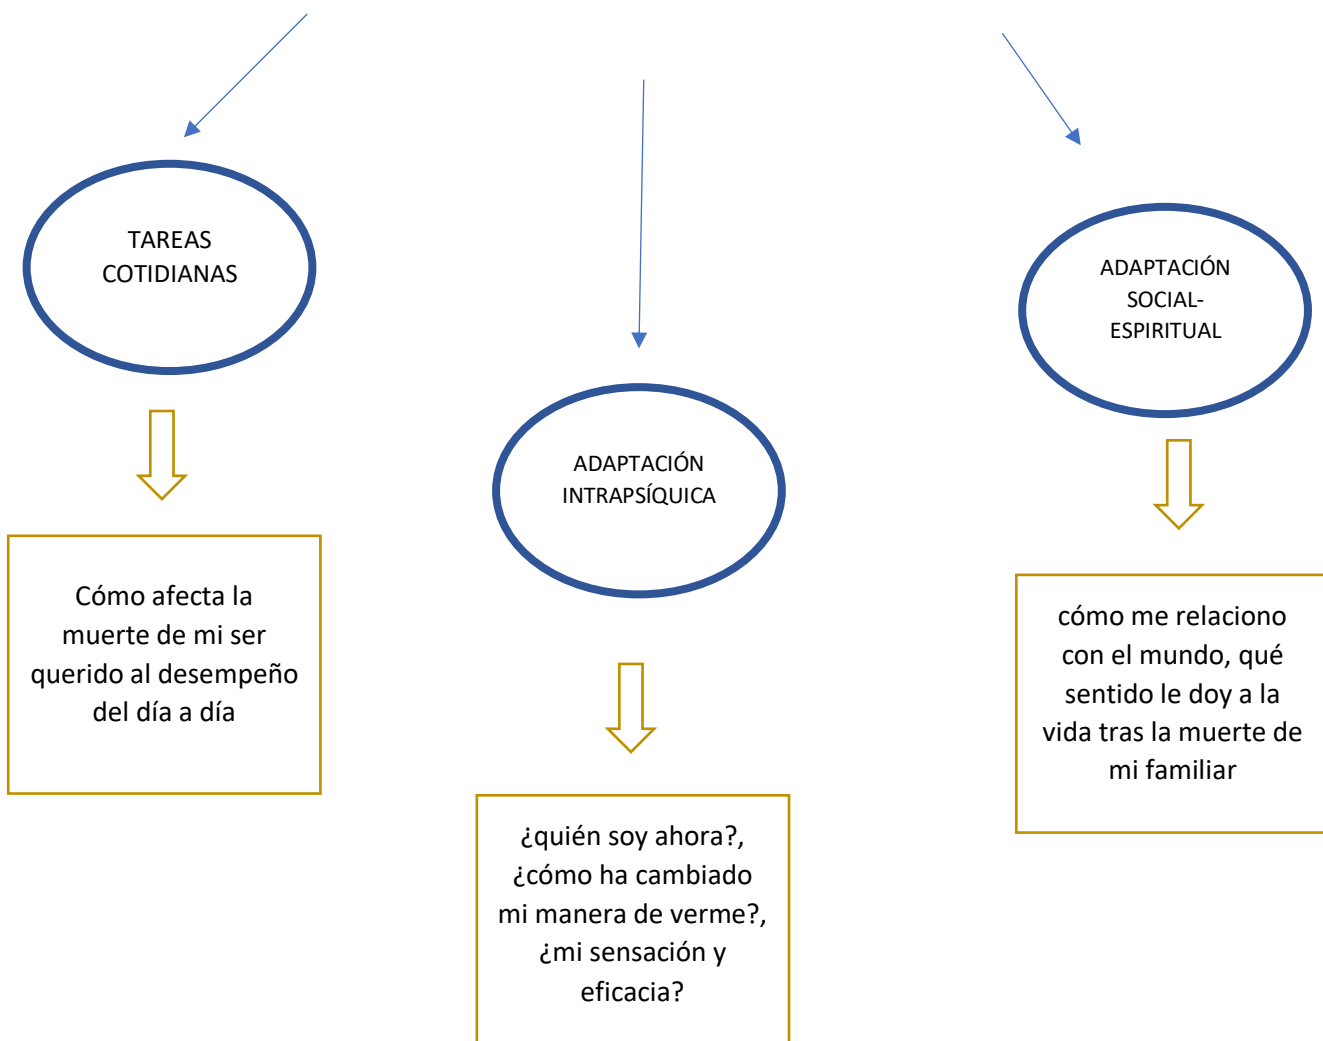 TAREAS
COTIDIANAS
Cómo afecta la
muerte de mi ser
querido al desempeño
del día a día
ADAPTACIÓN
INTRAPSÍQUICA
¿quién soy ahora?,
¿cómo ha cambiado
mi manera de verme?,
¿mi sensación y
eficacia?
ADAPTACIÓN
SOCIAL-
ESPIRITUAL
cómo me relaciono
con el mundo, qué
sentido le doy a la
vida tras la muerte de
mi familiar